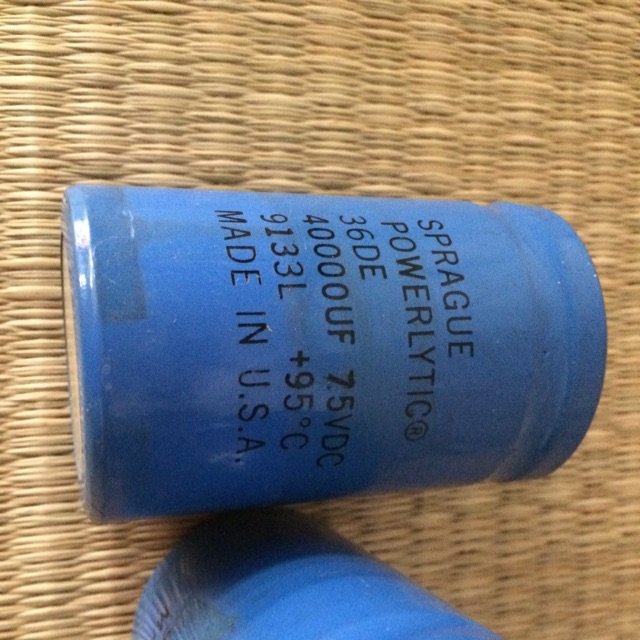 SPRAGUE
POWERLYTIC®
36DE
40000UF 7.5VDC
9133L +95°C
MADE IN U.S.A.